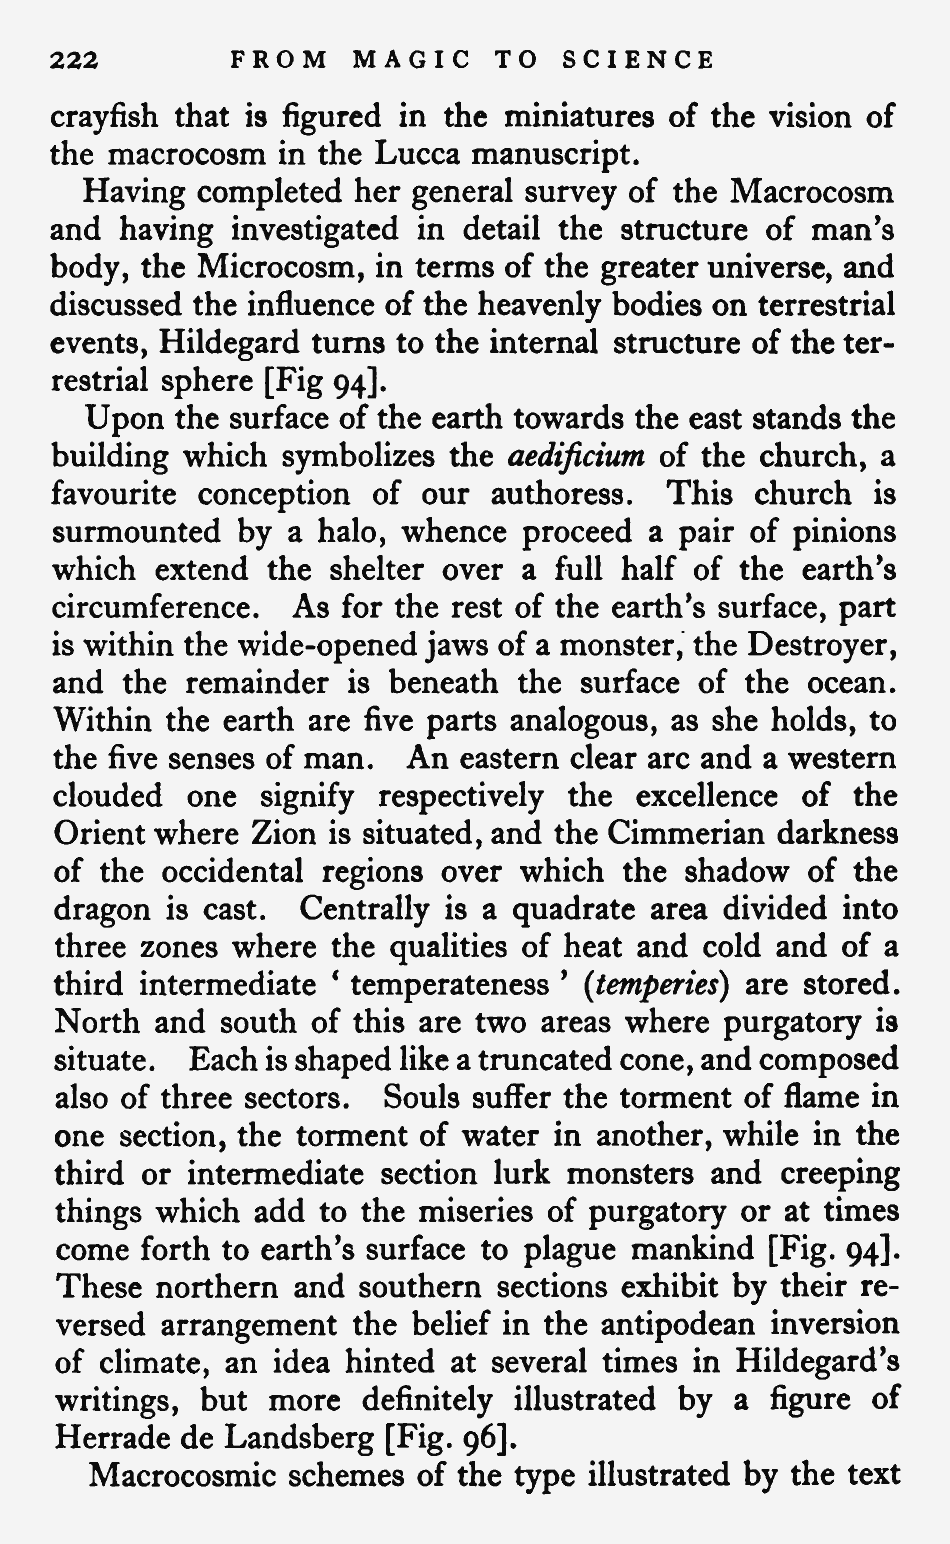 222 FROM MAGIC TO SCIENCE
crayfish that is figured in the miniatures of the vision of
the macrocosm in the Lucca manuscript.
Having completed her general survey of the Macrocosm
and having investigated in detail the structure of man's
body, the Microcosm, in terms of the greater universe, and
discussed the influence of the heavenly bodies on terrestrial
events, Hildegard turns to the internal structure of the ter-
restrial sphere [Fig 94].
Upon the surface of the earth towards the east stands the
building which symbolizes the aedificium of the church, a
favourite conception of our authoress. This church is
surmounted by a halo, whence proceed a pair of pinions
which extend the shelter over a full half of the earth's
circumference. As for the rest of the earth's surface, part
is within the wide-opened jaws of a monster, the Destroyer,
and the remainder is beneath the surface of the ocean.
Within the earth are five parts analogous, as she holds, to
the five senses of man. An eastern clear arc and a western
clouded one signify respectively the excellence of the
Orient where Zion is situated, and the Cimmerian darkness
of the occidental regions over which the shadow of the
dragon is cast. Centrally is a quadrate area divided into
three zones where the qualities of heat and cold and of a
third intermediate ‘ temperateness ’ (temperies) are stored.
North and south of this are two areas where purgatory is
situate. Each is shaped like a truncated cone, and composed
also of three sectors. Souls suffer the torment of flame in
one section, the torment of water in another, while in the
third or intermediate section lurk monsters and creeping
things which add to the miseries of purgatory or at times
come forth to earth's surface to plague mankind [Fig. 94].
These northern and southern sections exhibit by their re-
versed arrangement the belief in the antipodean inversion
of climate, an idea hinted at several times in Hildegard's
writings, but more definitely illustrated by a figure of
Herrade de Landsberg [Fig. 96].
Macrocosmic schemes of the type illustrated by the text